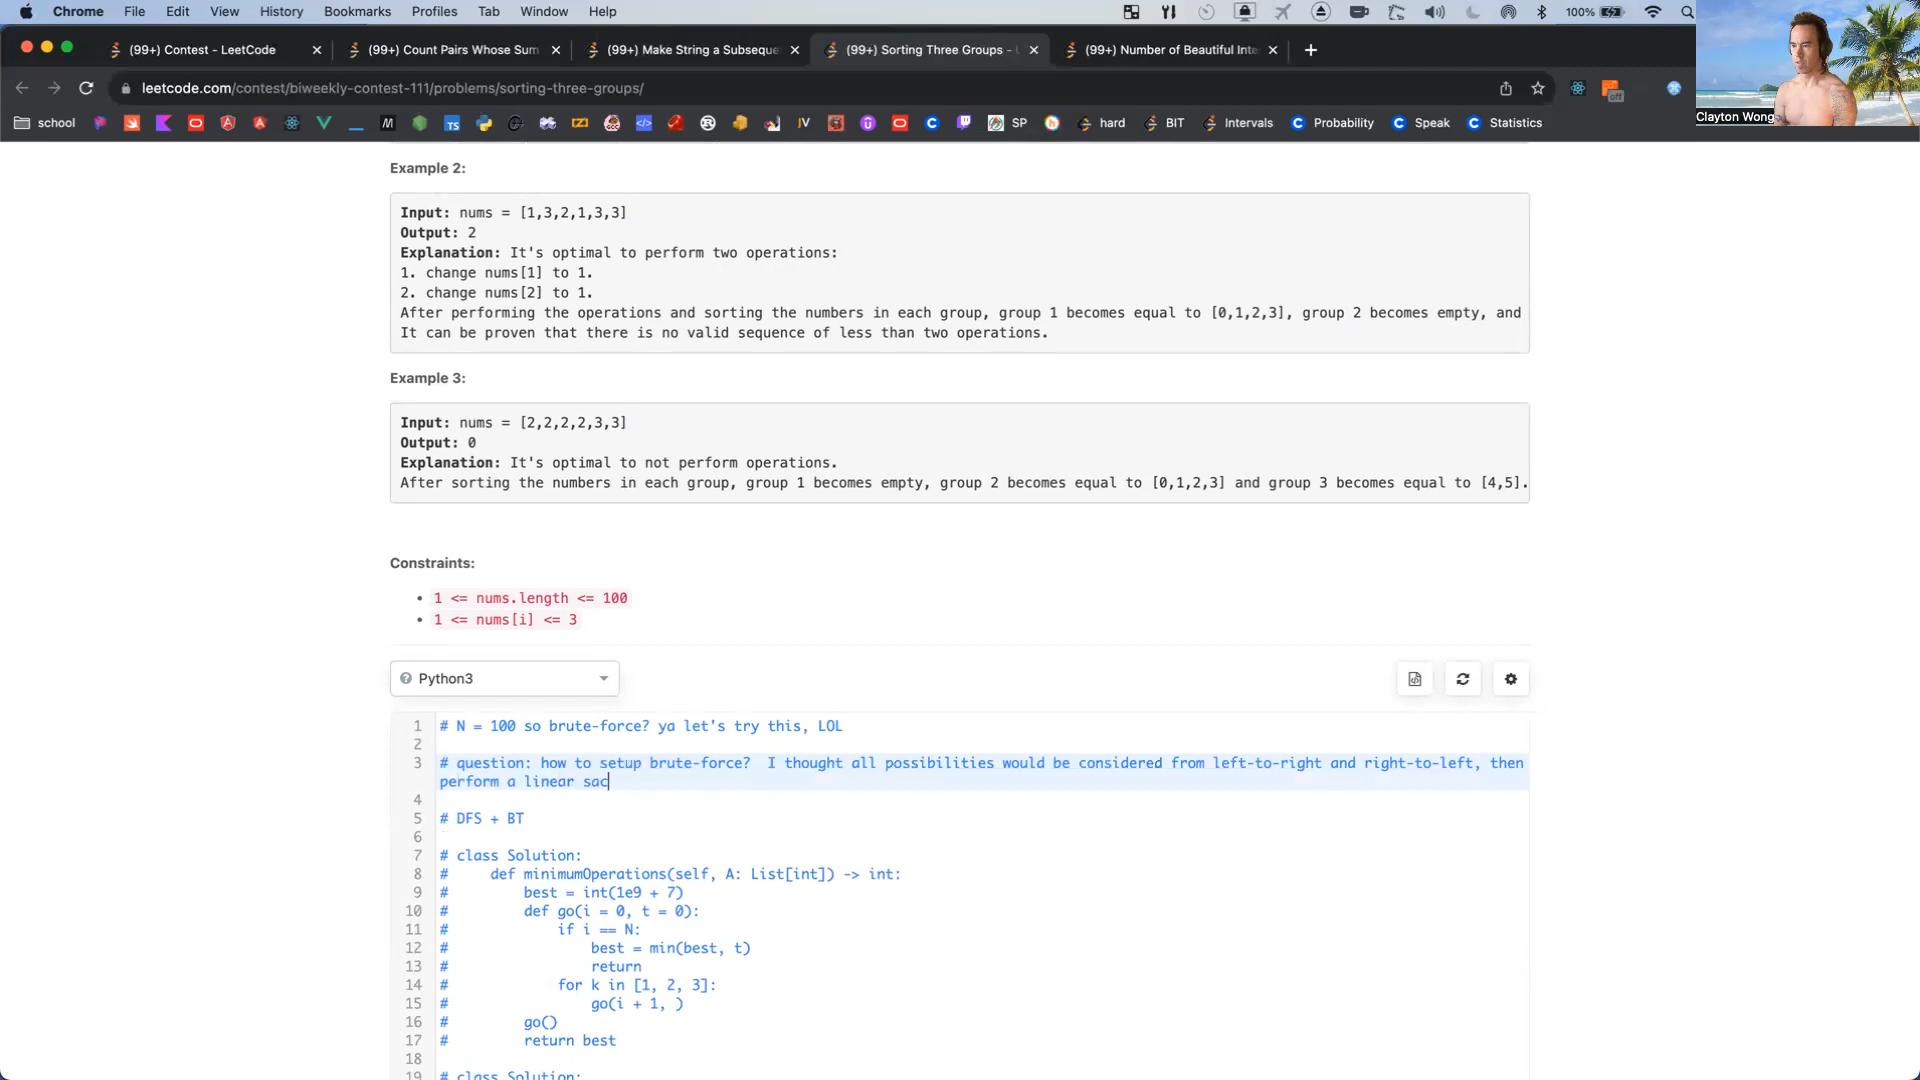 Chrome File Edit View History Bookmarks Profiles Tab Window Help 100%
(99+) Contest - LeetCode (99+) Count Pairs Whose Sum (99+) Make String a Subseque (99+) Sorting Three Groups - (99+) Number of Beautiful Inte
leetcode.com/contest/biweekly-contest-111/problems/sorting-three-groups/
off
Clayton Wong
school TS JV SP hard BIT Intervals Probability Speak Statistics
Example 2:
Input: nums = [1,3,2,1,3,3]
Output: 2
Explanation: It's optimal to perform two operations:
1. change nums[1] to 1.
2. change nums[2] to 1.
After performing the operations and sorting the numbers in each group, group 1 becomes equal to [0,1,2,3], group 2 becomes empty, and
It can be proven that there is no valid sequence of less than two operations.
Example 3:
Input: nums = [2,2,2,2,3,3]
Output: 0
Explanation: It's optimal to not perform operations.
After sorting the numbers in each group, group 1 becomes empty, group 2 becomes equal to [0,1,2,3] and group 3 becomes equal to [4,5].
Constraints:
1 <= nums.length <= 100
1 <= nums[i] <= 3
Python3
1 # N = 100 so brute-force? ya let's try this, LOL
2
3 # question: how to setup brute-force?  I thought all possibilities would be considered from left-to-right and right-to-left, then
perform a linear sac
4
5 # DFS + BT
6
7 # class Solution:
8 #     def minimumOperations(self, A: List[int]) -> int:
9 #         best = int(1e9 + 7)
10 #         def go(i = 0, t = 0):
11 #             if i == N:
12 #                 best = min(best, t)
13 #                 return
14 #             for k in [1, 2, 3]:
15 #                 go(i + 1, )
16 #         go()
17 #         return best
18
19 # class Solution: